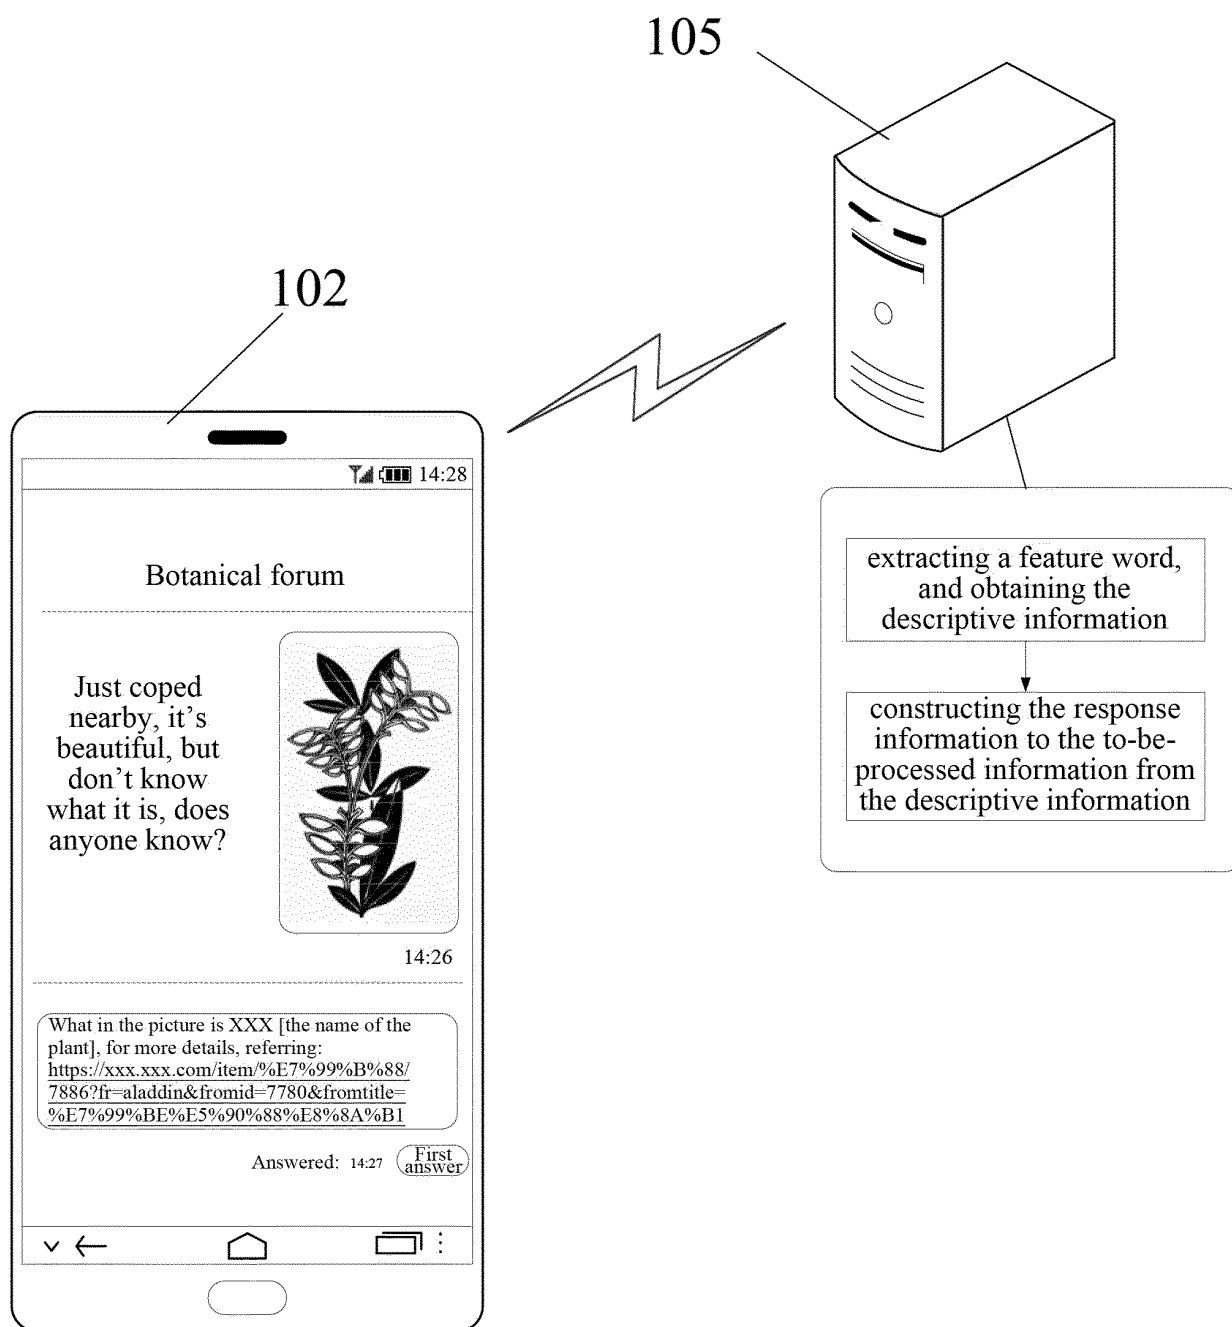 105
102
14:28
Botanical forum
Just coped
nearby, it's
beautiful, but
don't know
what it is, does
anyone know?
14:26
What in the picture is XXX [the name of the
plant], for more details, referring:
https://xxx.xxx.com/item/%E7%99%B%88/
7886?fr=aladdin&fromid=7780&fromtitle=
%E7%99%BE%E5%90%88%E8%8A%B1
Answered: 14:27
First
answer
extracting a feature word,
and obtaining the
descriptive information
constructing the response
information to the to-be-
processed information from
the descriptive information